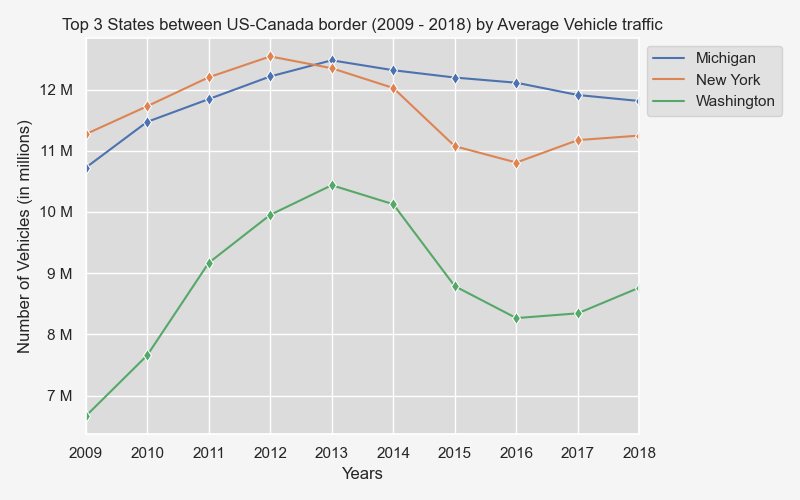 Top 3 States between US-Canada border (2009 - 2018) by Average Vehicle traffic
Michigan
New York
Washington
Number of Vehicles (in millions)
12 M
11 M
10 M
9 M
8 M
7 M
2009 2010 2011 2012 2013 2014 2015 2016 2017 2018
Years